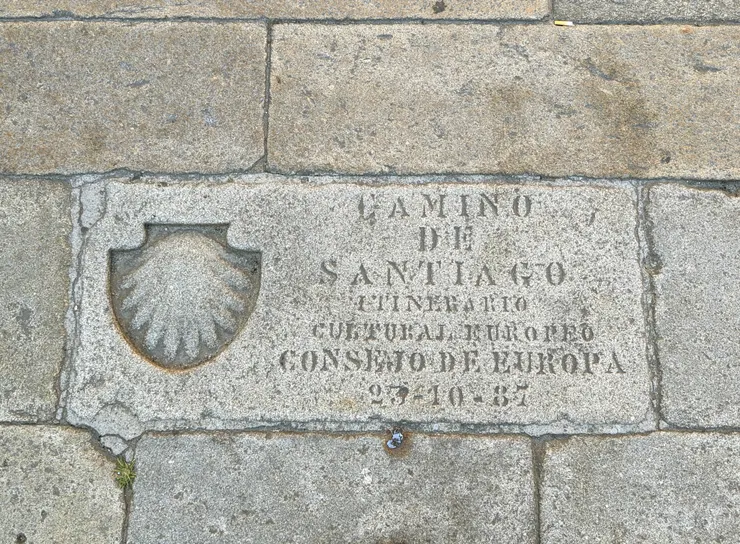 CAMINO
DE
SANTIAGO
ITINERARIO
CULTURAL EUROPEO
CONSEJO DE EUROPA
23-10-87